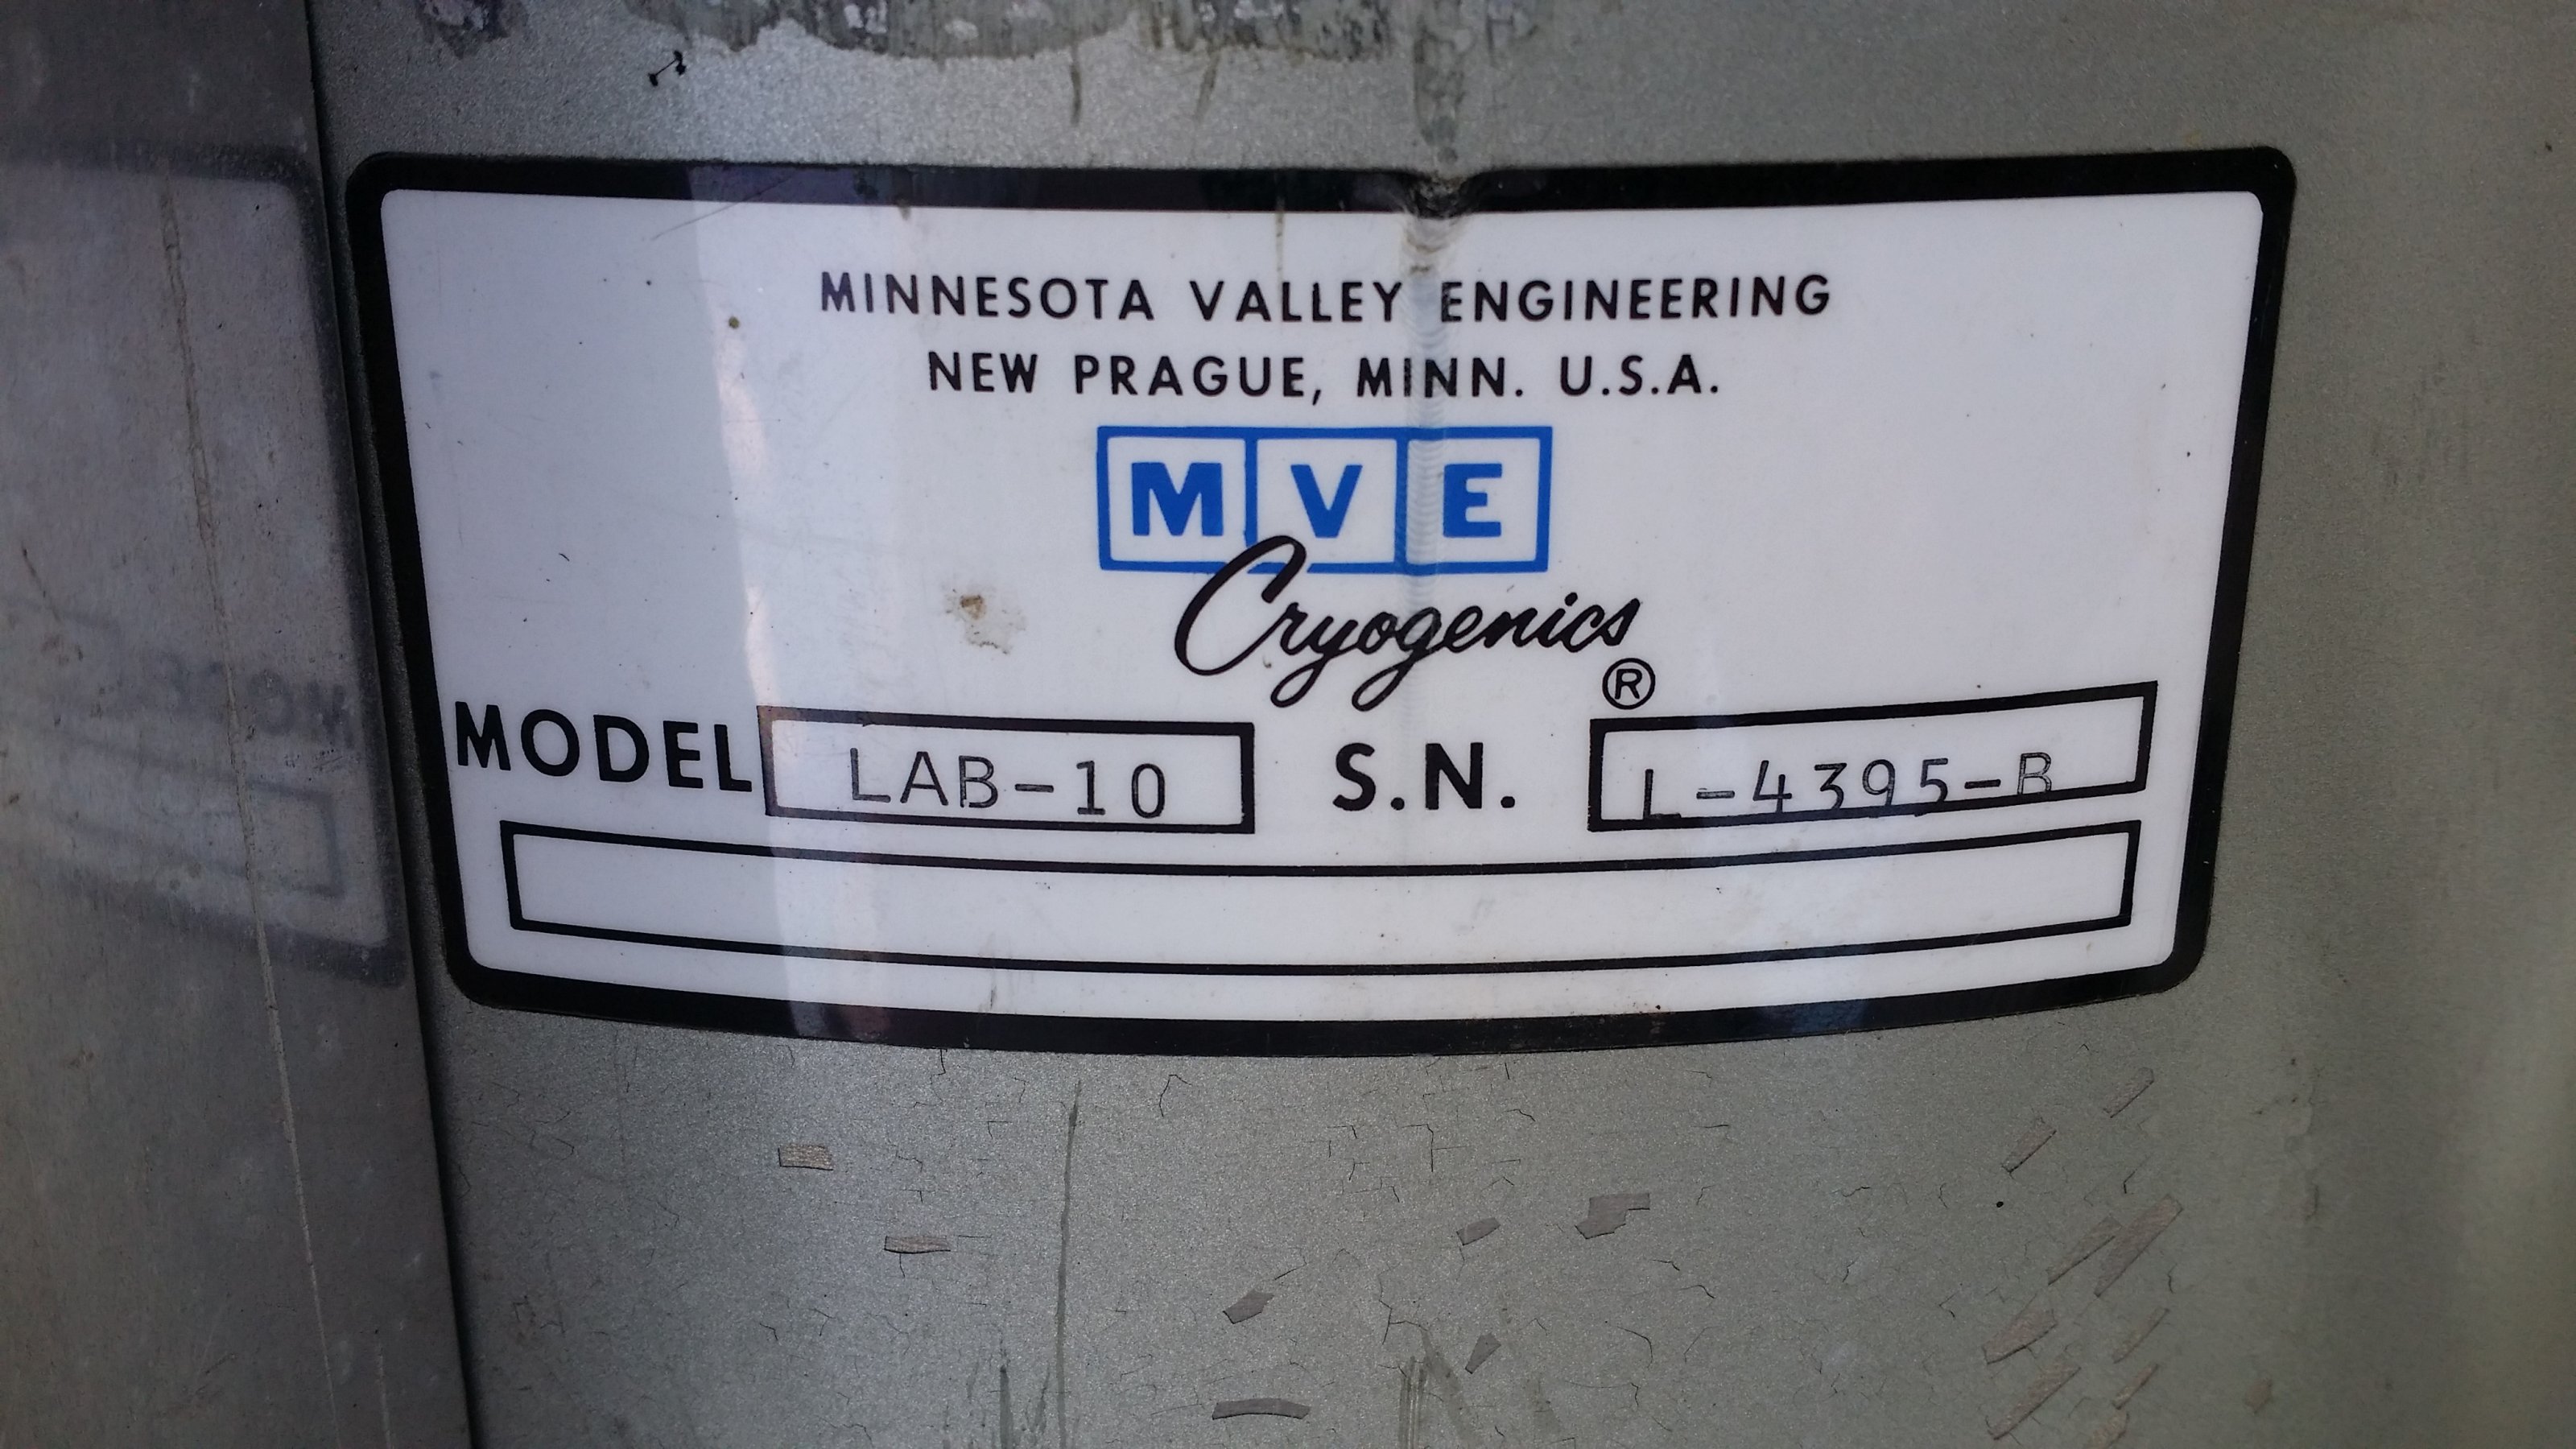 MINNESOTA VALLEY ENGINEERING
NEW PRAGUE, MINN. U.S.A.
MVE
Cryogenics
®
MODEL LAB-10 S.N. L-4395-B